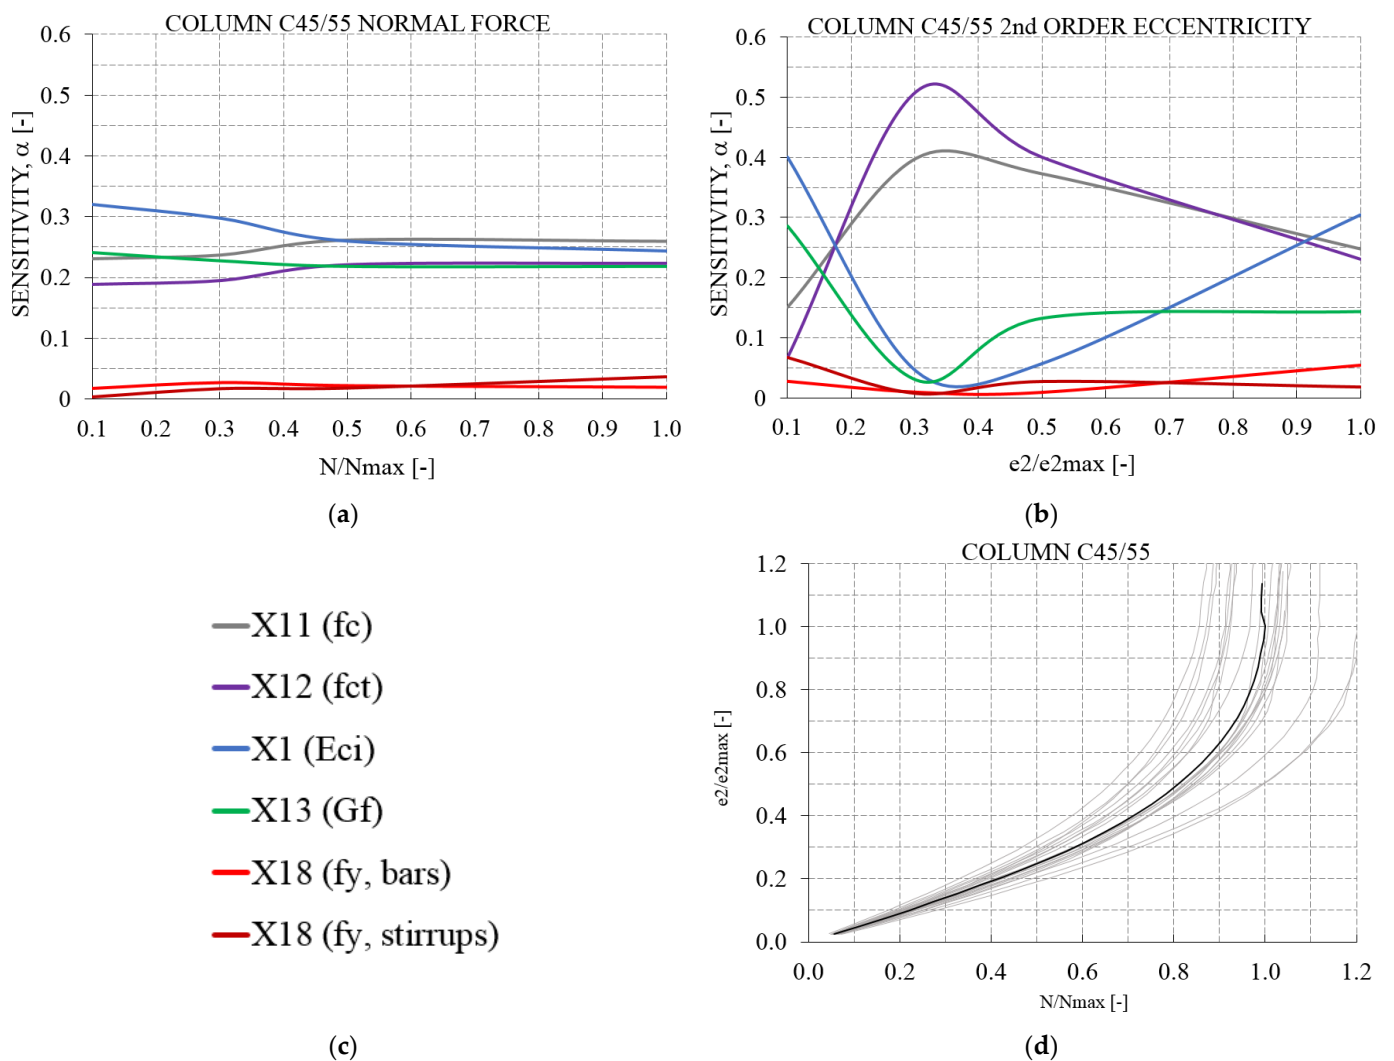 COLUMN C45/55 NORMAL FORCE
0.6
0.5
0.4
0.3
0.2
0.1
0
SENSITIVITY, α [-]
0.1 0.2 0.3 0.4 0.5 0.6 0.7 0.8 0.9 1.0
N/Nmax [-]
(a)
COLUMN C45/55 2nd ORDER ECCENTRICITY
0.6
0.5
0.4
0.3
0.2
0.1
0
SENSITIVITY, α [-]
0.1 0.2 0.3 0.4 0.5 0.6 0.7 0.8 0.9 1.0
e2/e2max [-]
(b)
X11 (fc)
X12 (fct)
X1 (Eci)
X13 (Gf)
X18 (fy, bars)
X18 (fy, stirrups)
(c)
COLUMN C45/55
1.2
1.0
0.8
0.6
0.4
0.2
0.0
e2/e2max [-]
0.0 0.2 0.4 0.6 0.8 1.0 1.2
N/Nmax [-]
(d)